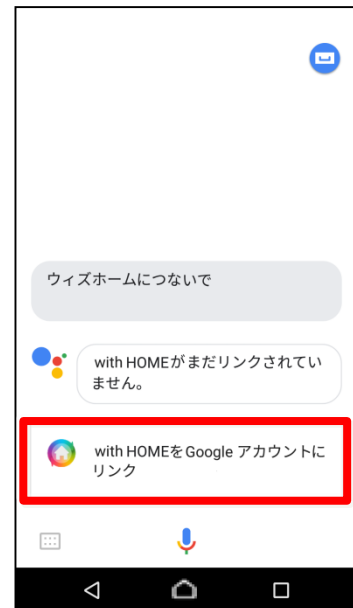 ウィズホームにつないで
with HOMEがまだリンクされてい
ません。
with HOMEをGoogle アカウントに
リンク